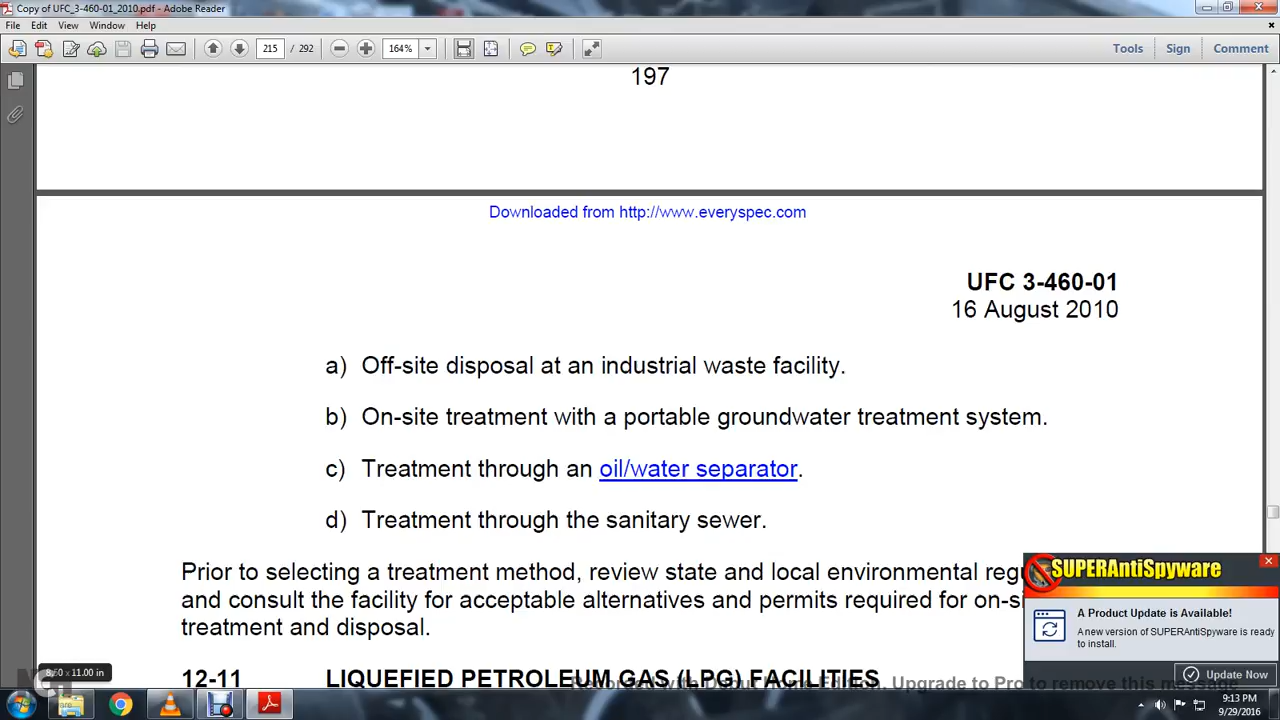 Copy of UFC_3-460-01_2010.pdf - Adobe Reader
File Edit View Window Help
215 / 292 164% Tools Sign Comment
197
Downloaded from http://www.everyspec.com
UFC 3-460-01
16 August 2010
a) Off-site disposal at an industrial waste facility.
b) On-site treatment with a portable groundwater treatment system.
c) Treatment through an oil/water separator.
d) Treatment through the sanitary sewer.
Prior to selecting a treatment method, review state and local environmental
and consult the facility for acceptable alternatives and permits required for
treatment and disposal.
SUPERAntiSpyware
A Product Update is Available!
A new version of SUPERAntiSpyware is ready
to install.
Update Now
8.50 x 11.00 in
12-11 LIQUEFIED PETROLEUM GAS (LPG) FACILITIES
Upgrade to Pro to remove this message
9:13 PM
9/29/2016